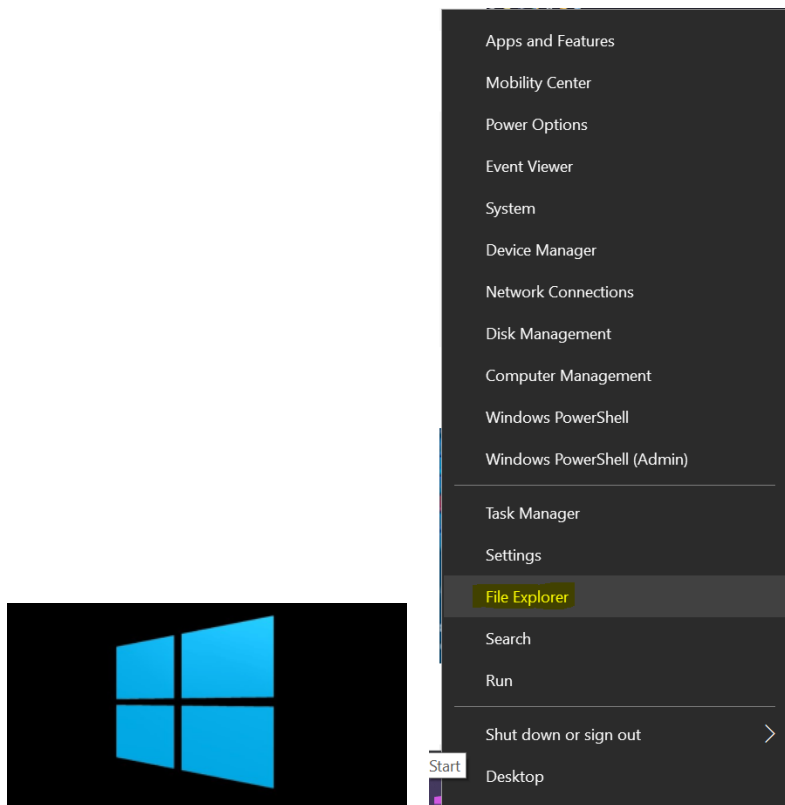 Apps and Features
Mobility Center
Power Options
Event Viewer
System
Device Manager
Network Connections
Disk Management
Computer Management
Windows PowerShell
Windows PowerShell (Admin)
Task Manager
Settings
File Explorer
Search
Run
Shut down or sign out
Start
Desktop